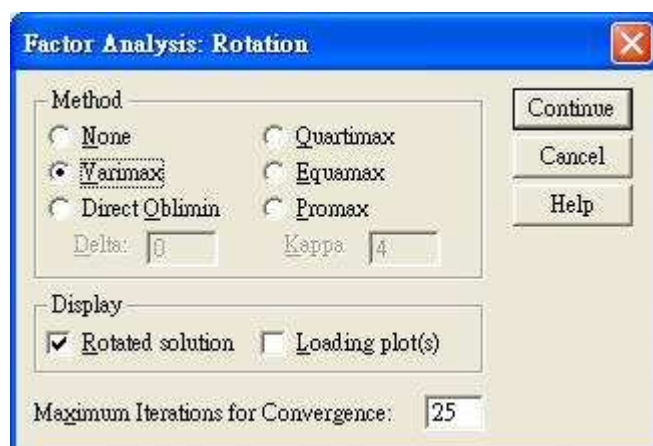 Factor Analysis: Rotation
Method
None
Quartimax
Varimax
Equamax
Direct Oblimin
Promax
Delta: 0
Kappa 4
Display
Rotated solution
Loading plot(s)
Maximum Iterations for Convergence: 25
Continue
Cancel
Help